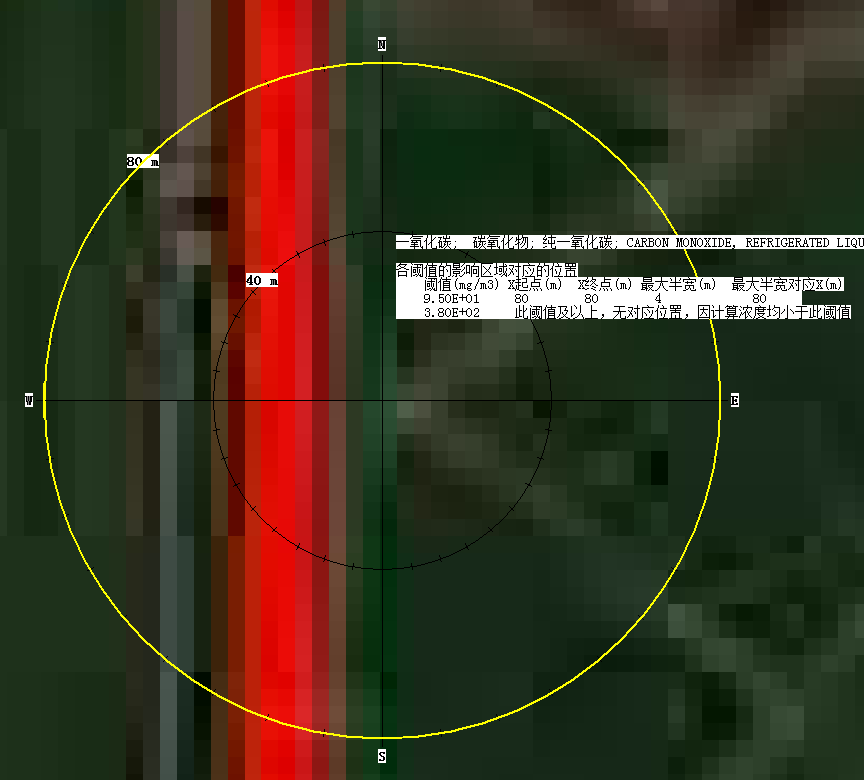 N
80 m
一氧化碳; 碳氧化物; 纯一氧化碳; CARBON MONOXIDE, REFRIGERATED LIQU
各阈值的影响区域对应的位置
40 m
阈值(mg/m3) X起点(m) X终点(m) 最大半宽(m) 最大半宽对应X(m)
9.50E+01 80 80 4 80
3.80E+02 此阈值及以上，无对应位置，因计算浓度均小于此阈值
W
E
S